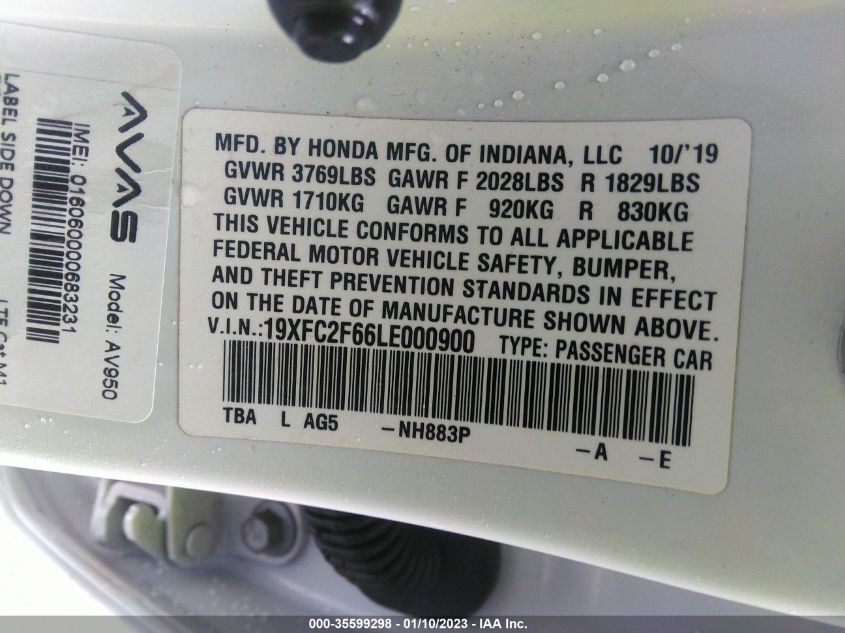 LABEL SIDE DOWN
LTE Cat M1
IMEI: 016060000683231
AVAS
Model: AV950
MFD. BY HONDA MFG. OF INDIANA, LLC 10/'19
GVWR 3769LBS GAWR F 2028LBS R 1829LBS
GVWR 1710KG GAWR F 920KG R 830KG
THIS VEHICLE CONFORMS TO ALL APPLICABLE
FEDERAL MOTOR VEHICLE SAFETY, BUMPER,
AND THEFT PREVENTION STANDARDS IN EFFECT
ON THE DATE OF MANUFACTURE SHOWN ABOVE.
V.I.N.:19XFC2F66LE000900 TYPE: PASSENGER CAR
TBA L AG5 -NH883P -A -E
000-35599298 - 01/10/2023 - IAA Inc.